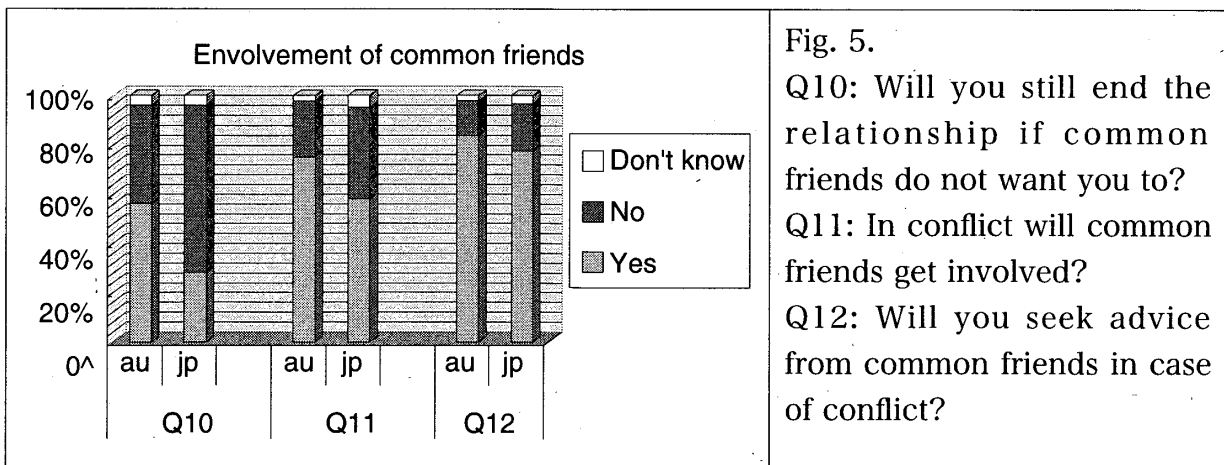 Envolvement of common friends
100%
80%
60%
40%
20%
0^
au jp au jp au jp
Q10 Q11 Q12
Don't know
No
Yes
Fig. 5.
Q10: Will you still end the
relationship if common
friends do not want you to?
Q11: In conflict will common
friends get involved?
Q12: Will you seek advice
from common friends in case
of conflict?